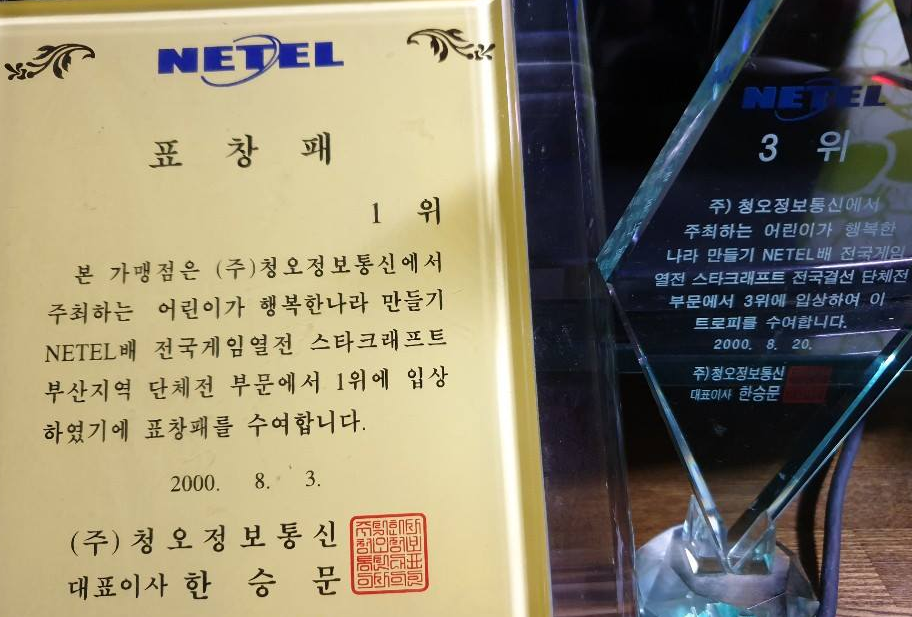 NETEL
표 창 패
1 위
본 가맹점은 (주)청오정보통신에서
주최하는 어린이가 행복한나라 만들기
NETEL배 전국게임열전 스타크래프트
부산지역 단체전 부문에서 1위에 입상
하였기에 표창패를 수여합니다.
2000. 8. 3.
(주)청오정보통신
대표이사 한 승 문
NETEL
3 위
주) 청오정보통신에서
주최하는 어린이가 행복한
나라 만들기 NETEL배 전국게임
열전 스타크래프트 전국결선 단체전
부문에서 3위에 입상하여 이
트로피를 수여합니다.
2000. 8. 20.
주)청오정보통신
대표이사 한승문